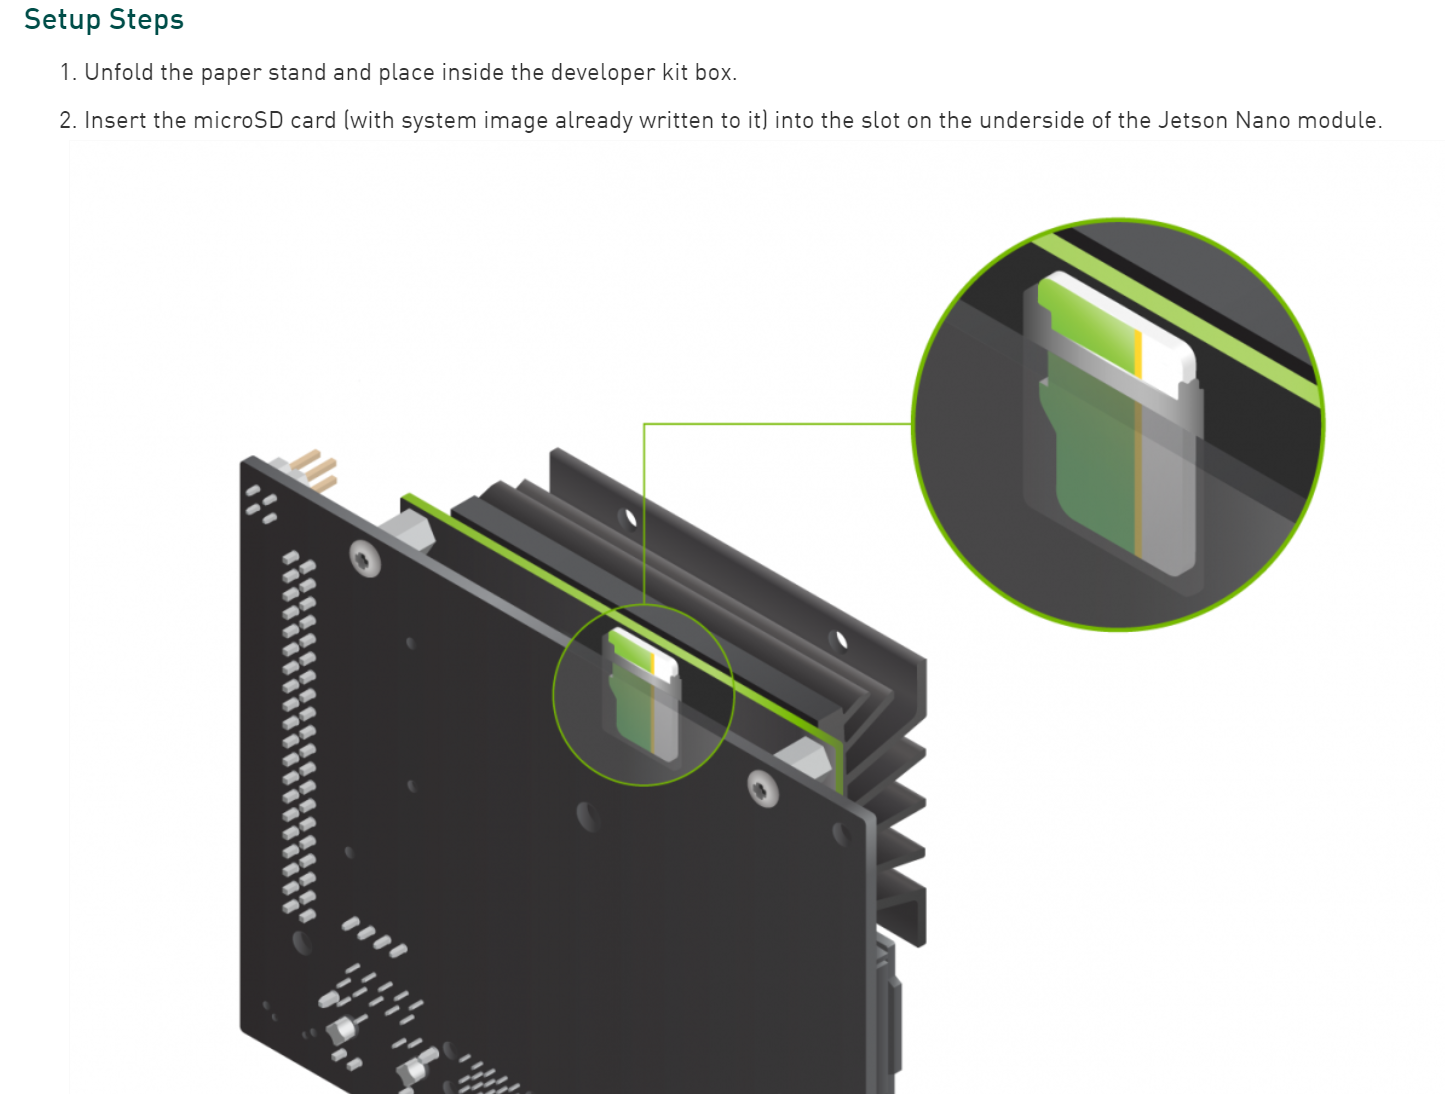 Setup Steps
1. Unfold the paper stand and place inside the developer kit box.
2. Insert the microSD card (with system image already written to it) into the slot on the underside of the Jetson Nano module.